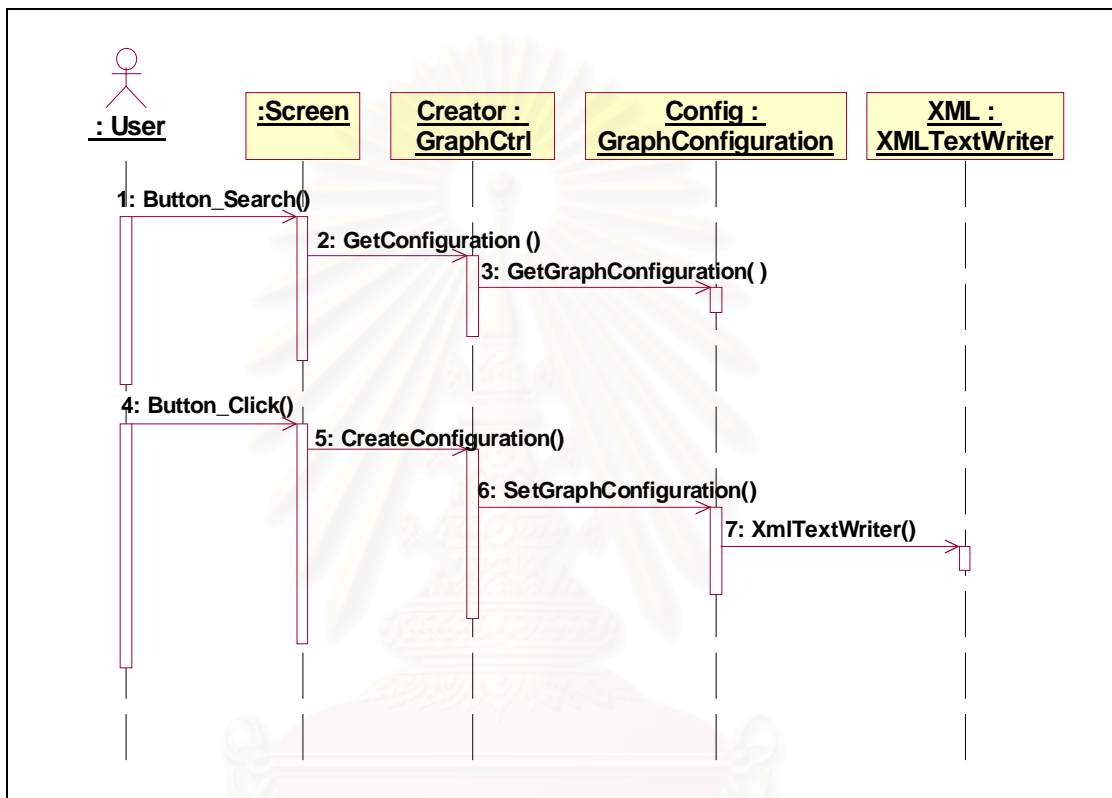 : User
:Screen
Creator :
GraphCtrl
Config :
GraphConfiguration
XML :
XMLTextWriter
1: Button_Search()
2: GetConfiguration ()
3: GetGraphConfiguration( )
4: Button_Click()
5: CreateConfiguration()
6: SetGraphConfiguration()
7: XmlTextWriter()